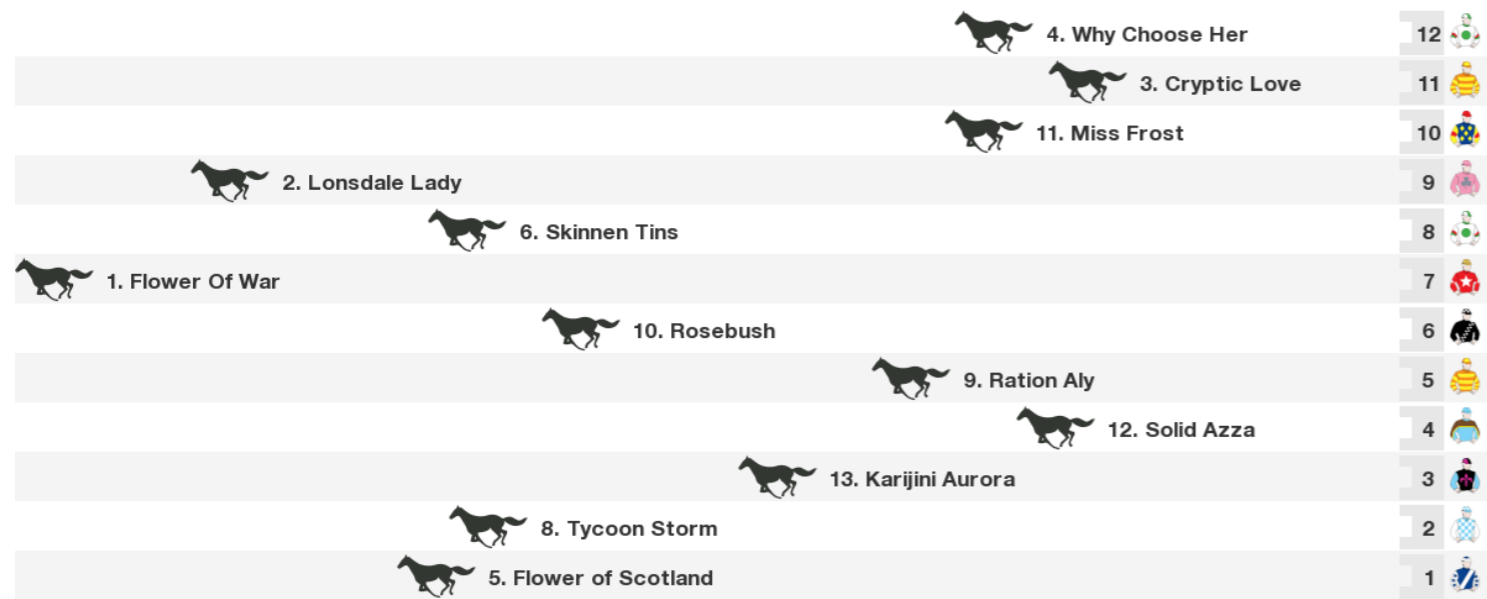 4. Why Choose Her 12
3. Cryptic Love 11
11. Miss Frost 10
2. Lonsdale Lady 9
6. Skinnen Tins 8
1. Flower Of War 7
10. Rosebush 6
9. Ration Aly 5
12. Solid Azza 4
13. Karijini Aurora 3
8. Tycoon Storm 2
5. Flower of Scotland 1